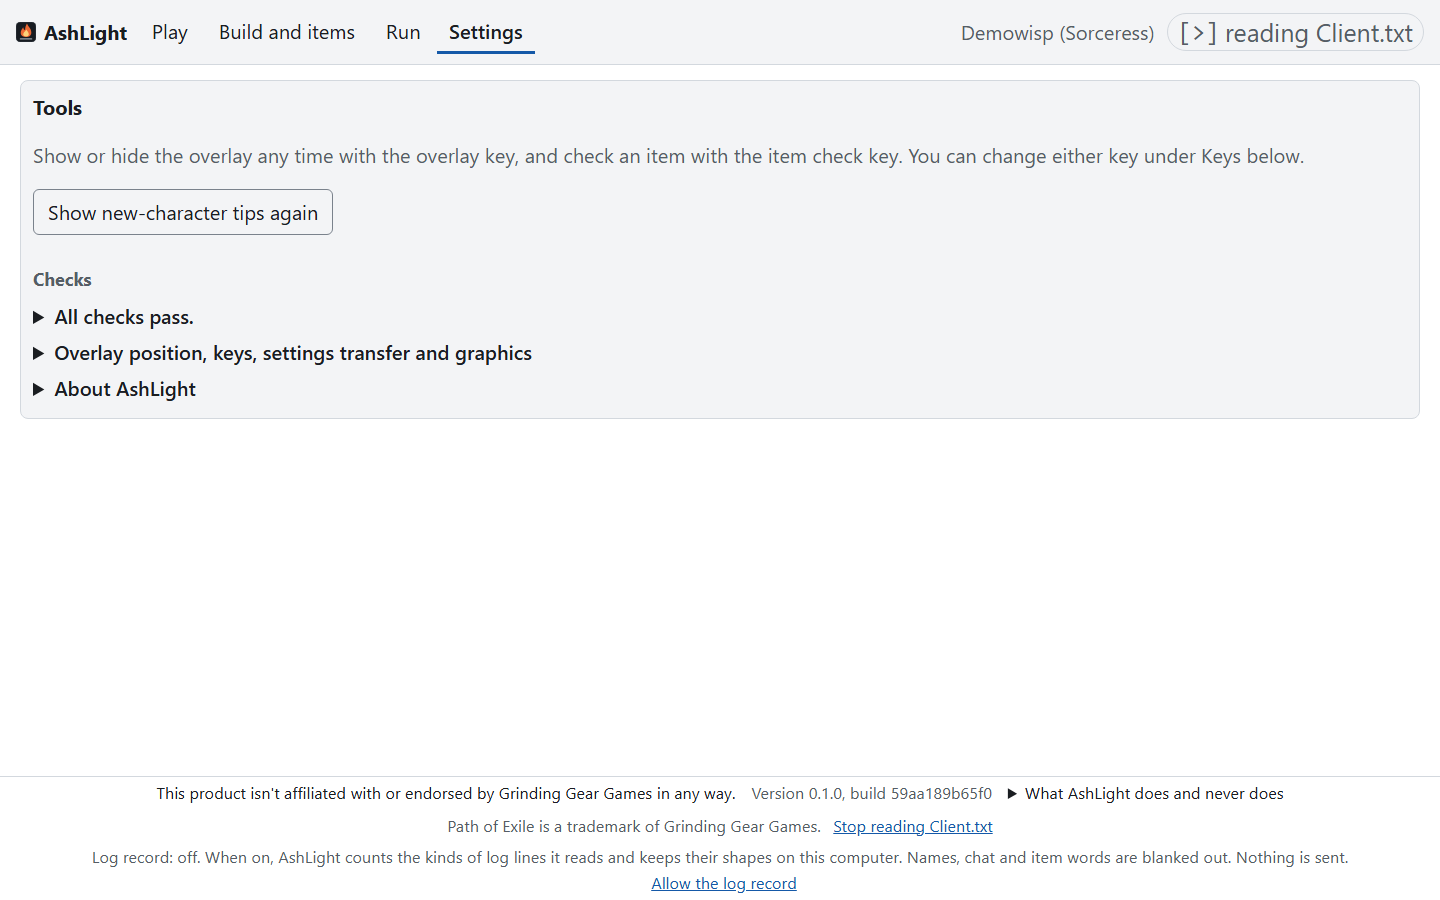 AshLight Play Build and items Run Settings Demowisp (Sorceress) [>] reading Client.txt
Tools
Show or hide the overlay any time with the overlay key, and check an item with the item check key. You can change either key under Keys below.
Show new-character tips again
Checks
All checks pass.
Overlay position, keys, settings transfer and graphics
About AshLight
This product isn't affiliated with or endorsed by Grinding Gear Games in any way. Version 0.1.0, build 59aa189b65f0 What AshLight does and never does
Path of Exile is a trademark of Grinding Gear Games. Stop reading Client.txt
Log record: off. When on, AshLight counts the kinds of log lines it reads and keeps their shapes on this computer. Names, chat and item words are blanked out. Nothing is sent.
Allow the log record